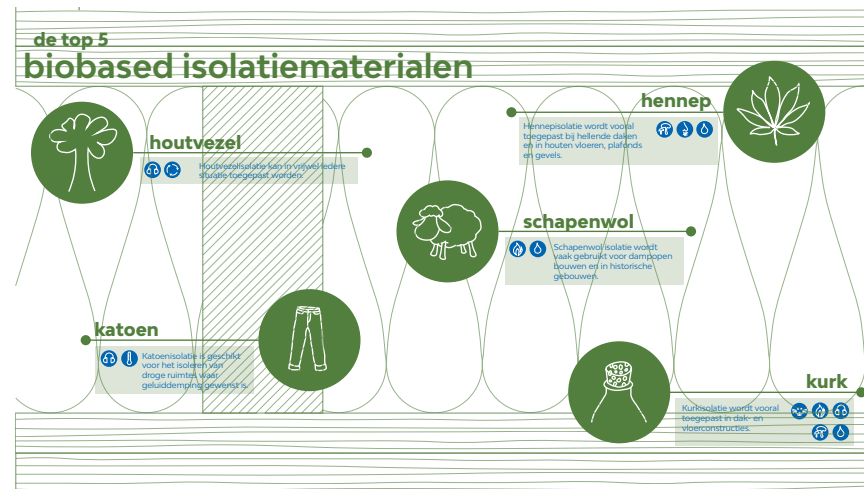 de top 5
biobased isolatiematerialen
houtvezel
Houtvezelisolatie kan in vrijwel iedere
situatie toegepast worden.
hennep
Hennepisolatie wordt vooral
toegepast bij hellende daken
en in houten vloeren, plafonds
en gevels.
schapenwol
Schapenwol isolatie wordt
vaak gebruikt voor dampopen
bouwen en in historische
gebouwen.
katoen
Katoenisolatie is geschikt
voor het isoleren van
droge ruimtes waar
geluiddemping gewenst is.
kurk
Kurkisolatie wordt vooral
toegepast in dak- en
vloerconstructies.